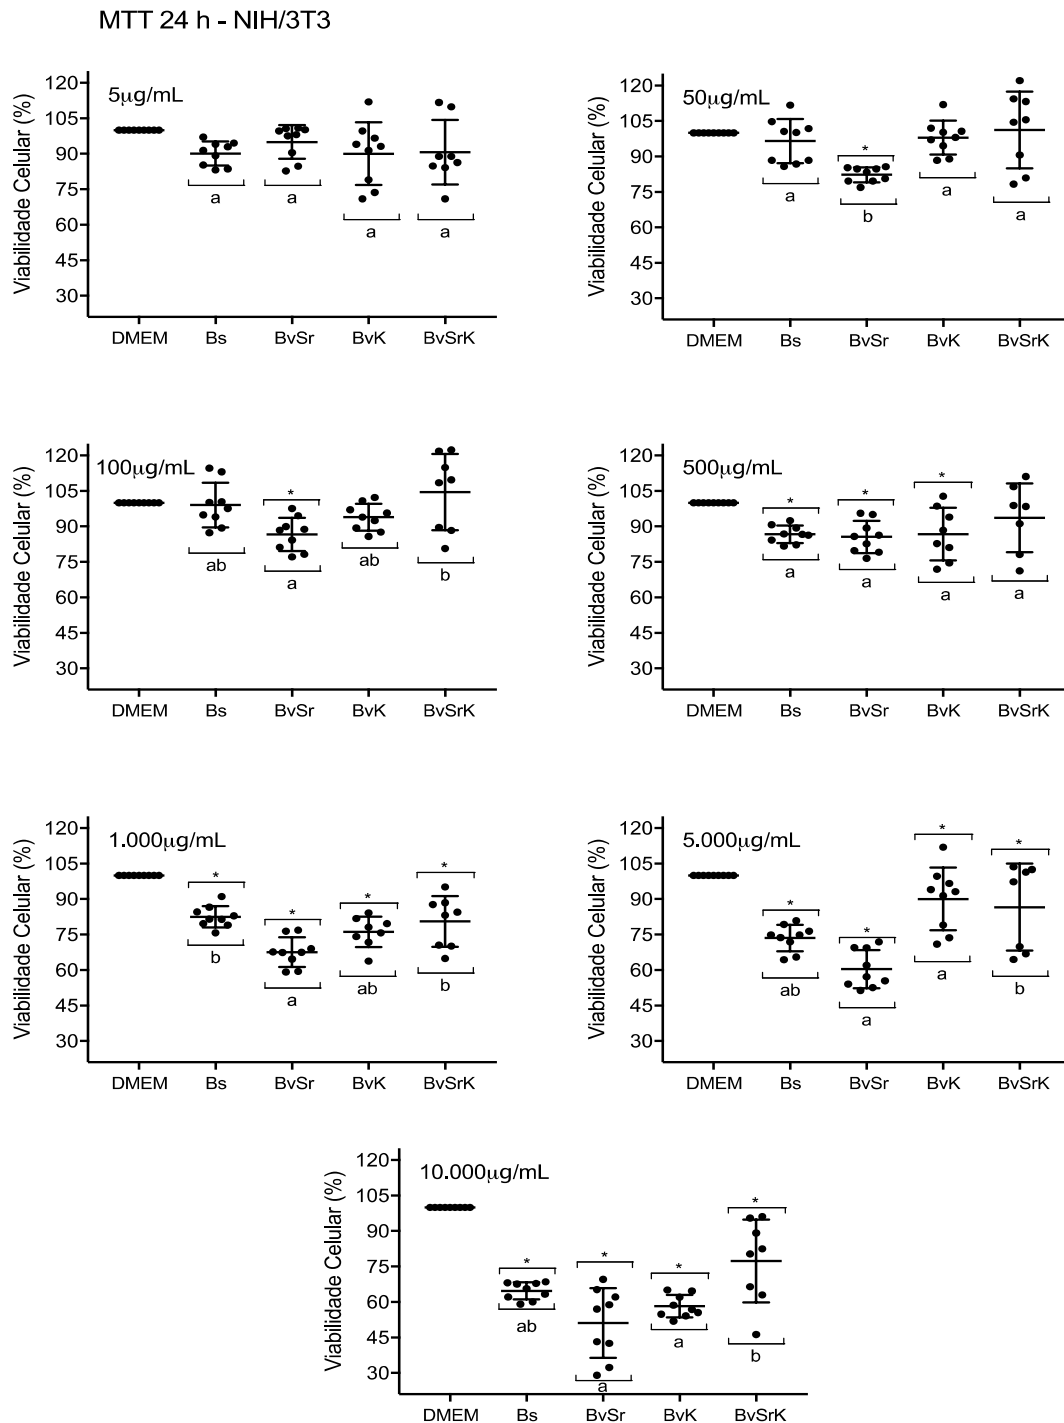 MTT 24 h - NIH/3T3
Viabilidade Celular (%)
5µg/mL
120
105
90
75
60
45
30
a
a
a
a
DMEM Bs BvSr BvK BvSrK
Viabilidade Celular (%)
50µg/mL
120
105
90
75
60
45
30
*
a
b
a
a
DMEM Bs BvSr BvK BvSrK
Viabilidade Celular (%)
100µg/mL
120
105
90
75
60
45
30
*
ab
a
ab
b
DMEM Bs BvSr BvK BvSrK
Viabilidade Celular (%)
500µg/mL
120
105
90
75
60
45
30
* * *
a
a
a
a
DMEM Bs BvSr BvK BvSrK
Viabilidade Celular (%)
1.000µg/mL
120
105
90
75
60
45
30
* * * *
b
a
ab
b
DMEM Bs BvSr BvK BvSrK
Viabilidade Celular (%)
5.000µg/mL
120
105
90
75
60
45
30
* * * *
ab
a
a
b
DMEM Bs BvSr BvK BvSrK
Viabilidade Celular (%)
10.000µg/mL
120
105
90
75
60
45
30
* * * *
ab
a
a
b
DMEM Bs BvSr BvK BvSrK